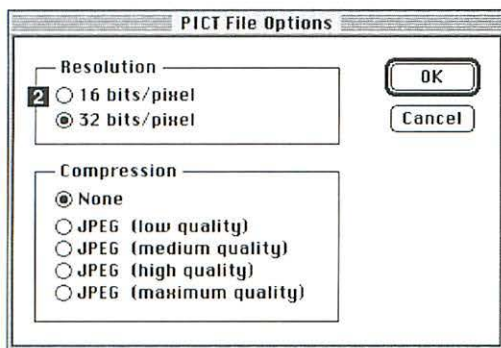 PICT File Options
Resolution
2
16 bits/pixel
32 bits/pixel
OK
Cancel
Compression
None
JPEG (low quality)
JPEG (medium quality)
JPEG (high quality)
JPEG (maximum quality)